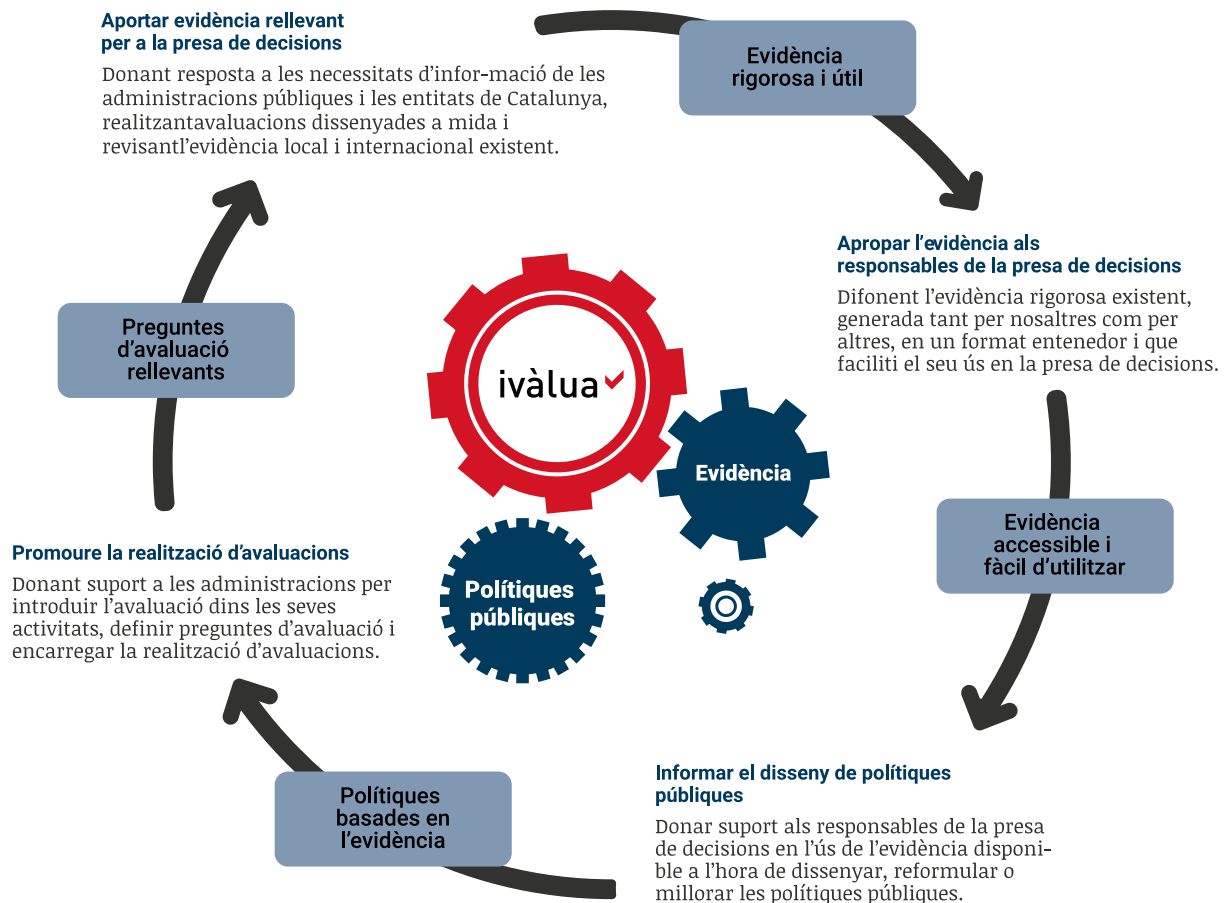 Aportar evidència rellevant
per a la presa de decisions
Donant resposta a les necessitats d'infor-mació de les
administracions públiques i les entitats de Catalunya,
realitzantavaluacions dissenyades a mida i
revisantl'evidència local i internacional existent.
Evidència
rigorosa i útil
Apropar l'evidència als
responsables de la presa de decisions
Difonent l'evidència rigorosa existent,
generada tant per nosaltres com per
altres, en un format entenedor i que
faciliti el seu ús en la presa de decisions.
Evidència
accessible i
fàcil d'utilitzar
Informar el disseny de polítiques
públiques
Donar suport als responsables de la presa
de decisions en l'ús de l'evidència disponi-
ble a l'hora de dissenyar, reformular o
millorar les polítiques públiques.
Polítiques
basades en
l'evidència
Promoure la realització d'avaluacions
Donant suport a les administracions per
introduir l'avaluació dins les seves
activitats, definir preguntes d'avaluació i
encarregar la realització d'avaluacions.
Preguntes
d'avaluació
rellevants
ivàlua
Evidència
Polítiques
públiques